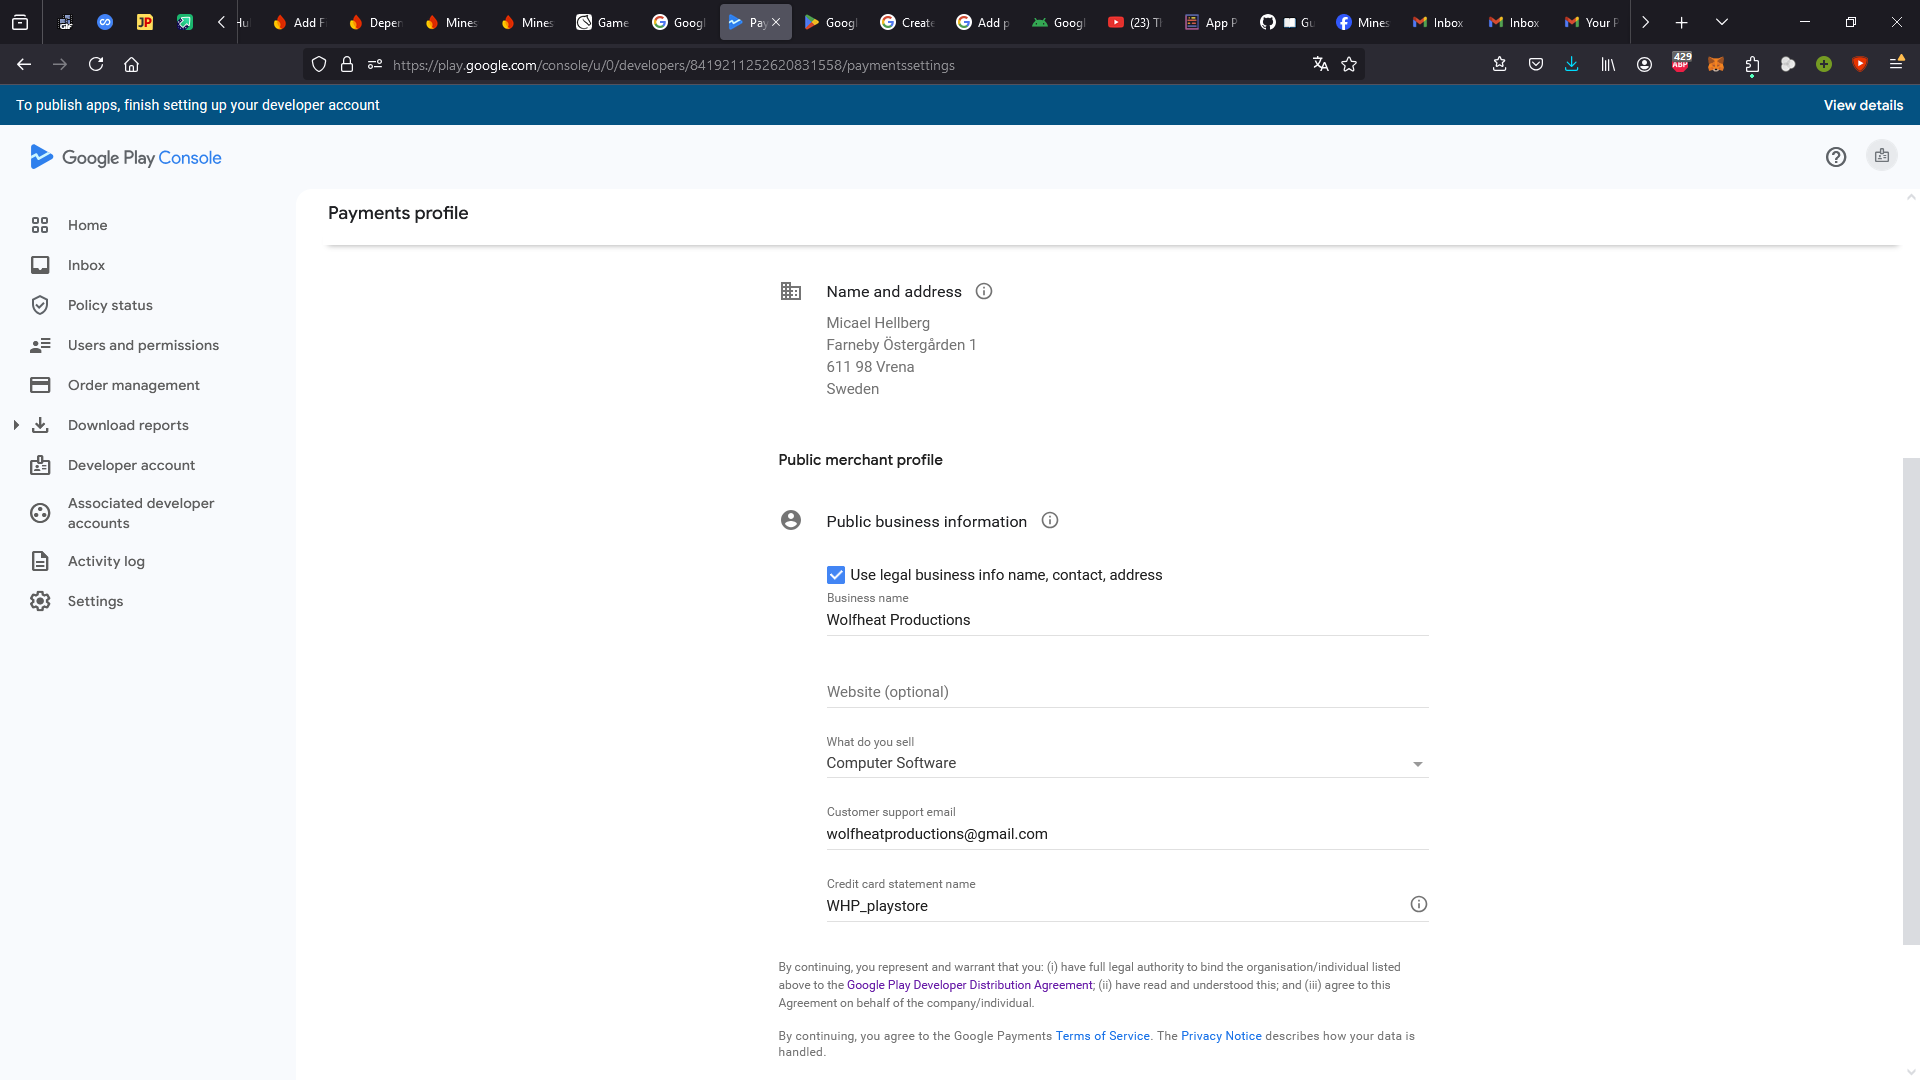 Add Fi
Depen
Mines
Mines
Game
Googl
Pay
Googl
Create
Add p
Googl
(23) Th
App P
Gu
Mines
Inbox
Inbox
Your P
https://play.google.com/console/u/0/developers/8419211252620831558/paymentssettings
429
ABP
To publish apps, finish setting up your developer account
View details
Google Play Console
Home
Inbox
Policy status
Users and permissions
Order management
Download reports
Developer account
Associated developer
accounts
Activity log
Settings
Payments profile
Name and address
Micael Hellberg
Farneby Östergården 1
611 98 Vrena
Sweden
Public merchant profile
Public business information
Use legal business info name, contact, address
Business name
Wolfheat Productions
Website (optional)
What do you sell
Computer Software
Customer support email
wolfheatproductions@gmail.com
Credit card statement name
WHP_playstore
By continuing, you represent and warrant that you: (i) have full legal authority to bind the organisation/individual listed
above to the Google Play Developer Distribution Agreement; (ii) have read and understood this; and (iii) agree to this
Agreement on behalf of the company/individual.
By continuing, you agree to the Google Payments Terms of Service. The Privacy Notice describes how your data is
handled.